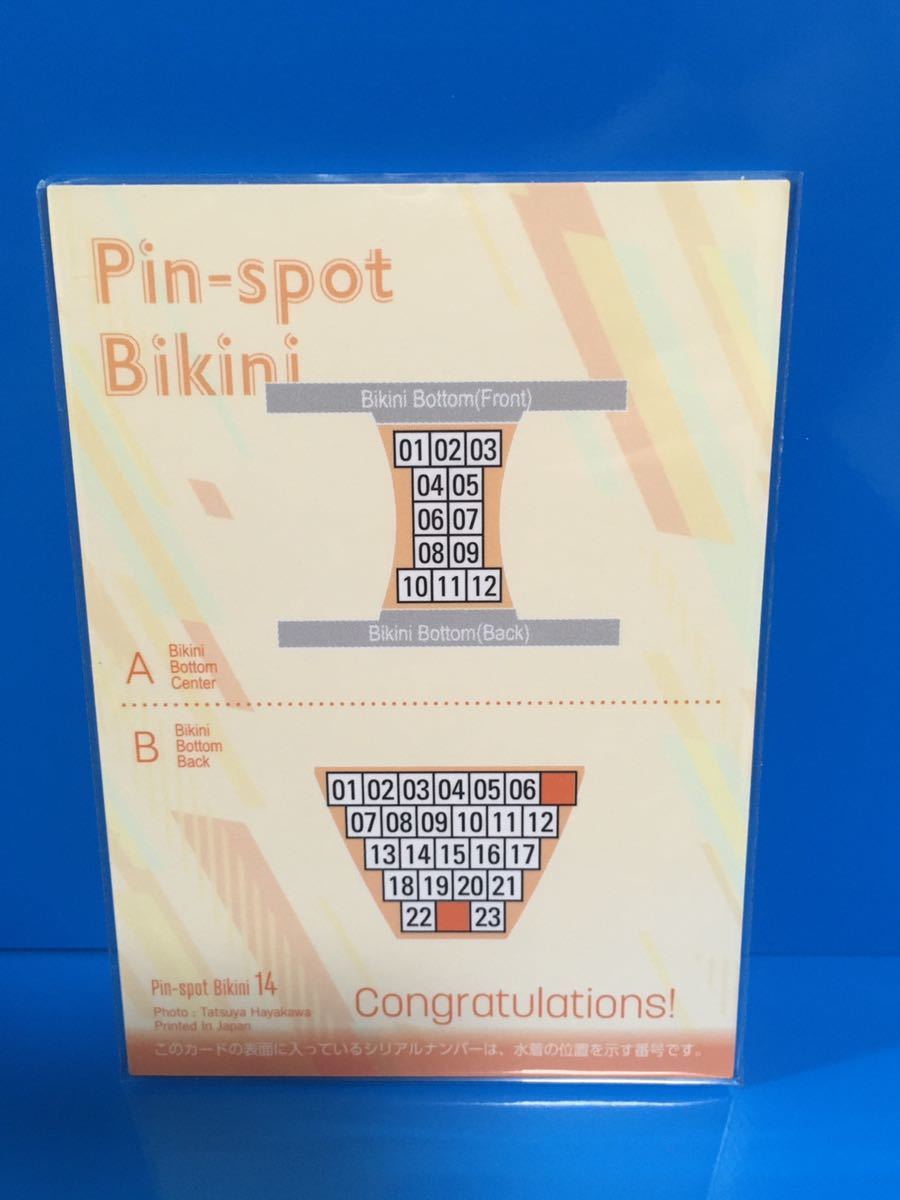 Pin-spot
Bikini
Bikini Bottom(Front)
01 02 03
04 05
06 07
08 09
10 11 12
Bikini Bottom(Back)
A Bikini
Bottom
Center
B Bikini
Bottom
Back
01 02 03 04 05 06
07 08 09 10 11 12
13 14 15 16 17
18 19 20 21
22 23
Pin-spot Bikini 14
Photo : Tatsuya Hayakawa
Printed In Japan
Congratulations!
このカードの表面に入っているシリアルナンバーは、水着の位置を示す番号です。